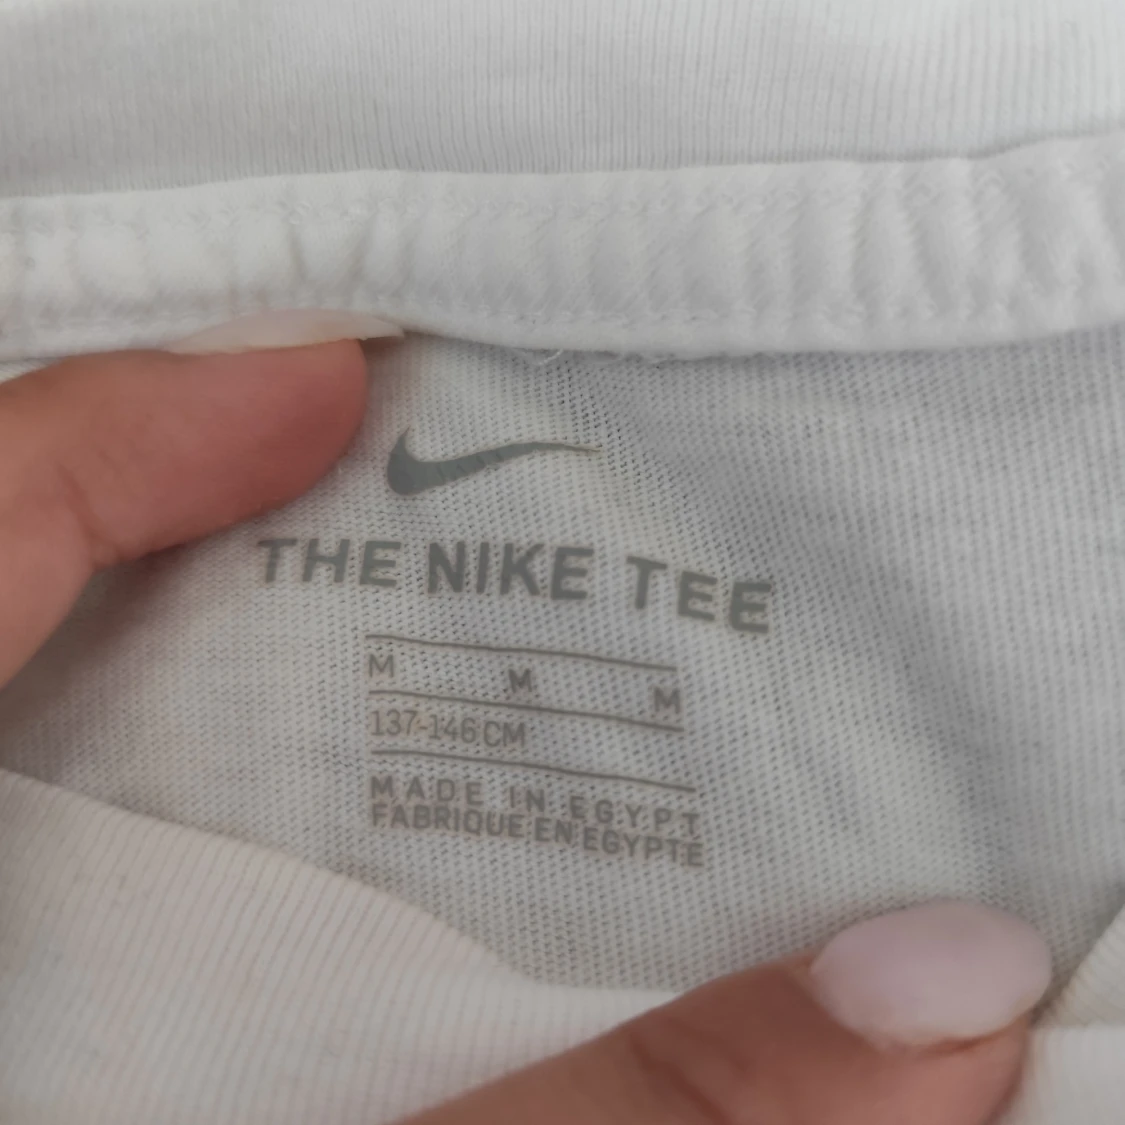 THE NIKE TEE
M M M
137-146 CM
MADE IN EGYPT
FABRIQUE EN EGYPTE